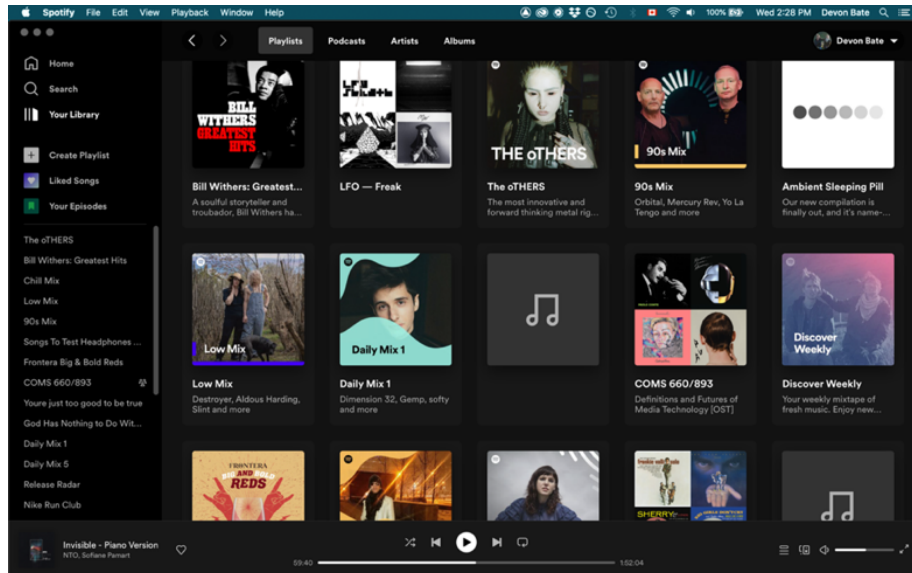 Spotify File Edit View Playback Window Help 100% Wed 2:28 PM Devon Bate
Playlists Podcasts Artists Albums Devon Bate
Home
Search
Your Library
Create Playlist
Liked Songs
Your Episodes
The oTHERS
Bill Withers: Greatest Hits
Chill Mix
Low Mix
90s Mix
Songs To Test Headphones ...
Frontera Big & Bold Reds
COMS 660/893
Youre just too good to be true
God Has Nothing to Do Wit...
Daily Mix 1
Daily Mix 5
Release Radar
Nike Run Club
BILL
WITHERS
GREATEST
HITS
Bill Withers: Greatest...
A soulful storyteller and
troubador, Bill Withers ha...
LFO
LFO — Freak
THE oTHERS
The oTHERS
The most innovative and
forward thinking metal rig...
90s Mix
90s Mix
Orbital, Mercury Rev, Yo La
Tengo and more
Ambient Sleeping Pill
Our new compilation is
finally out, and it's name-...
Low Mix
Low Mix
Destroyer, Aldous Harding,
Slint and more
Daily Mix 1
Daily Mix 1
Dimension 32, Gemp, softy
and more
COMS 660/893
Definitions and Futures of
Media Technology [OST]
Discover
Weekly
Discover Weekly
Your weekly mixtape of
fresh music. Enjoy new...
FRONTERA
BIG AND BOLD
REDS
SHERRY
Invisible - Piano Version
NTO, Sofiane Pamart
59:40 1:52:04